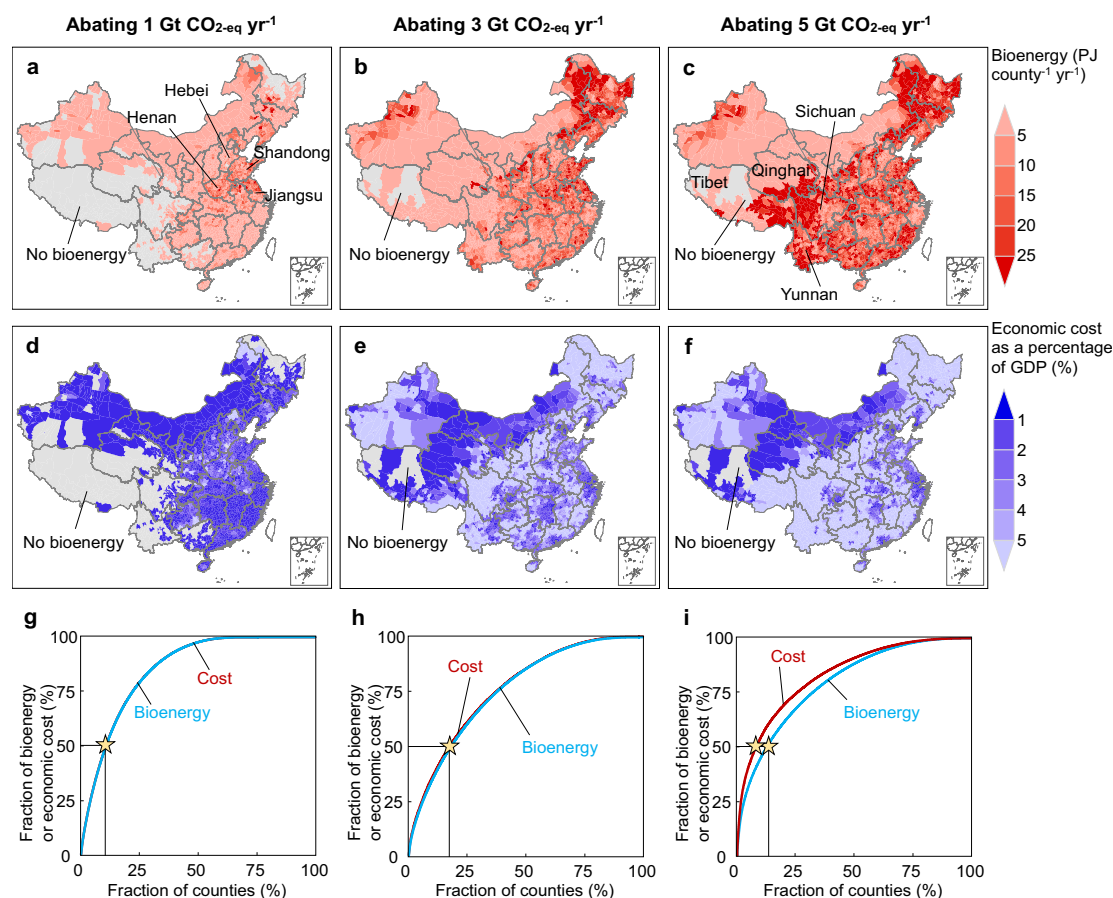 Abating 1 Gt CO2-eq yr-1
Abating 3 Gt CO2-eq yr-1
Abating 5 Gt CO2-eq yr-1
a
Hebei
Henan
Shandong
Jiangsu
No bioenergy
b
No bioenergy
c
Sichuan
Qinghai
Tibet
No bioenergy
Yunnan
Bioenergy (PJ
county-1 yr-1)
5
10
15
20
25
d
No bioenergy
e
No bioenergy
f
No bioenergy
Economic cost
as a percentage
of GDP (%)
1
2
3
4
5
g
Fraction of bioenergy
or economic cost (%)
100
75
50
25
0
Cost
Bioenergy
0 25 50 75 100
Fraction of counties (%)
h
Fraction of bioenergy
or economic cost (%)
100
75
50
25
0
Cost
Bioenergy
0 25 50 75 100
Fraction of counties (%)
i
Fraction of bioenergy
or economic cost (%)
100
75
50
25
0
Cost
Bioenergy
0 25 50 75 100
Fraction of counties (%)